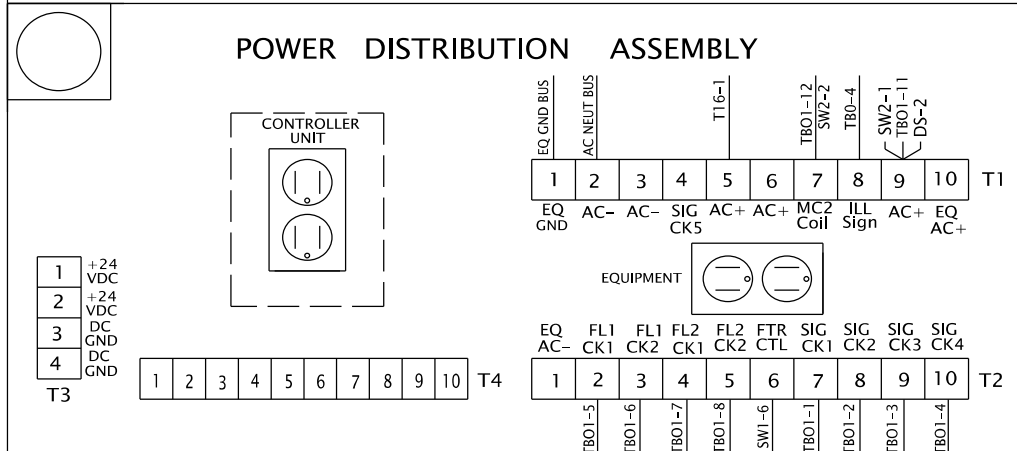 POWER DISTRIBUTION ASSEMBLY
CONTROLLER
UNIT
EQ GND BUS
AC NEUT BUS
T16-1
TBO1-12
SW2-2
TB0-4
SW2-1
TBO1-11
DS-2
1 2 3 4 5 6 7 8 9 10 T1
EQ
GND
AC-
AC-
SIG
CK5
AC+
AC+
MC2
Coil
ILL
Sign
AC+
EQ
AC+
EQUIPMENT
1 +24
VDC
2 +24
VDC
3 DC
GND
4 DC
GND
T3
1 2 3 4 5 6 7 8 9 10 T4
EQ
AC-
FL1
CK1
FL1
CK2
FL2
CK1
FL2
CK2
FTR
CTL
SIG
CK1
SIG
CK2
SIG
CK3
SIG
CK4
1 2 3 4 5 6 7 8 9 10 T2
TBO1-5
TBO1-6
TBO1-7
TBO1-8
SW1-6
TBO1-1
TBO1-2
TBO1-3
TBO1-4